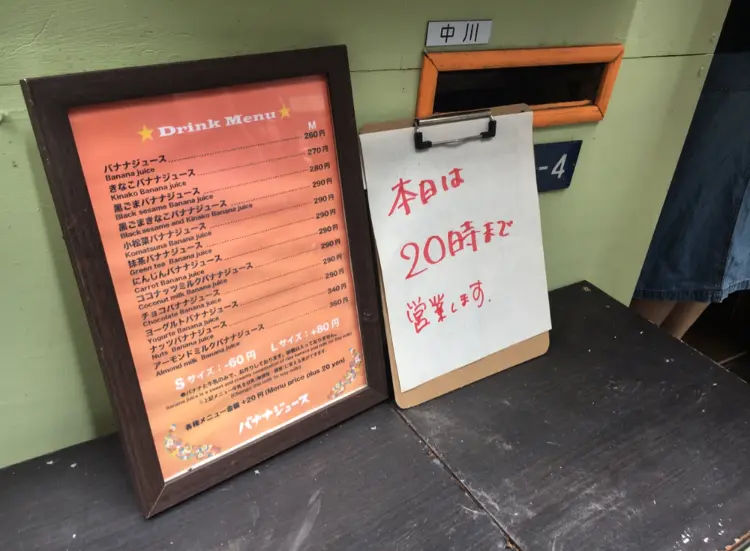 Drink Menu
M
バナナジュース 260円
Banana juice
きなこバナナジュース 270円
Kinako Banana juice
黒ごまバナナジュース 280円
Black sesame Banana juice
黒ごまきなこバナナジュース 290円
Black sesame and Kinako Banana juice
小松菜バナナジュース 290円
Komatsuna Banana juice
抹茶バナナジュース 290円
Green tea Banana juice
にんじんバナナジュース 290円
Carrot Banana juice
ココナッツミルクバナナジュース 290円
Coconut milk Banana juice
チョコバナナジュース 290円
Chocolate Banana juice
ヨーグルトバナナジュース
Yogurto Banana juice
ナッツバナナジュース 340円
Nuts Banana juice
アーモンドミルクバナナジュース 360円
Almond milk Banana juice
Sサイズ:-60円 Lサイズ:+80円
各種メニュー金額 +20円 (Menu price plus 20 yen)
バナナジュース
中川
-4
本日は
20時まで
営業します.